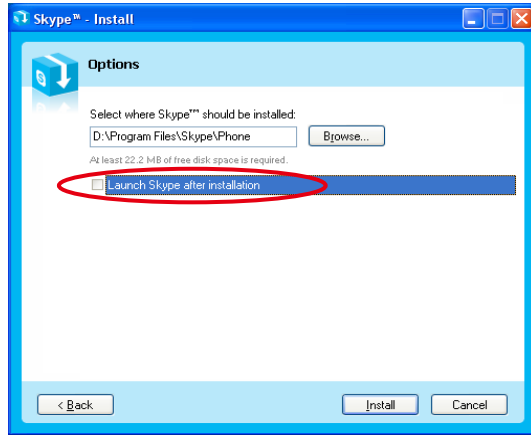 Skype™ - Install
Options
Select where Skype™ should be installed:
D:\Program Files\Skype\Phone
Browse...
At least 22.2 MB of free disk space is required.
Launch Skype after installation
< Back
Install
Cancel